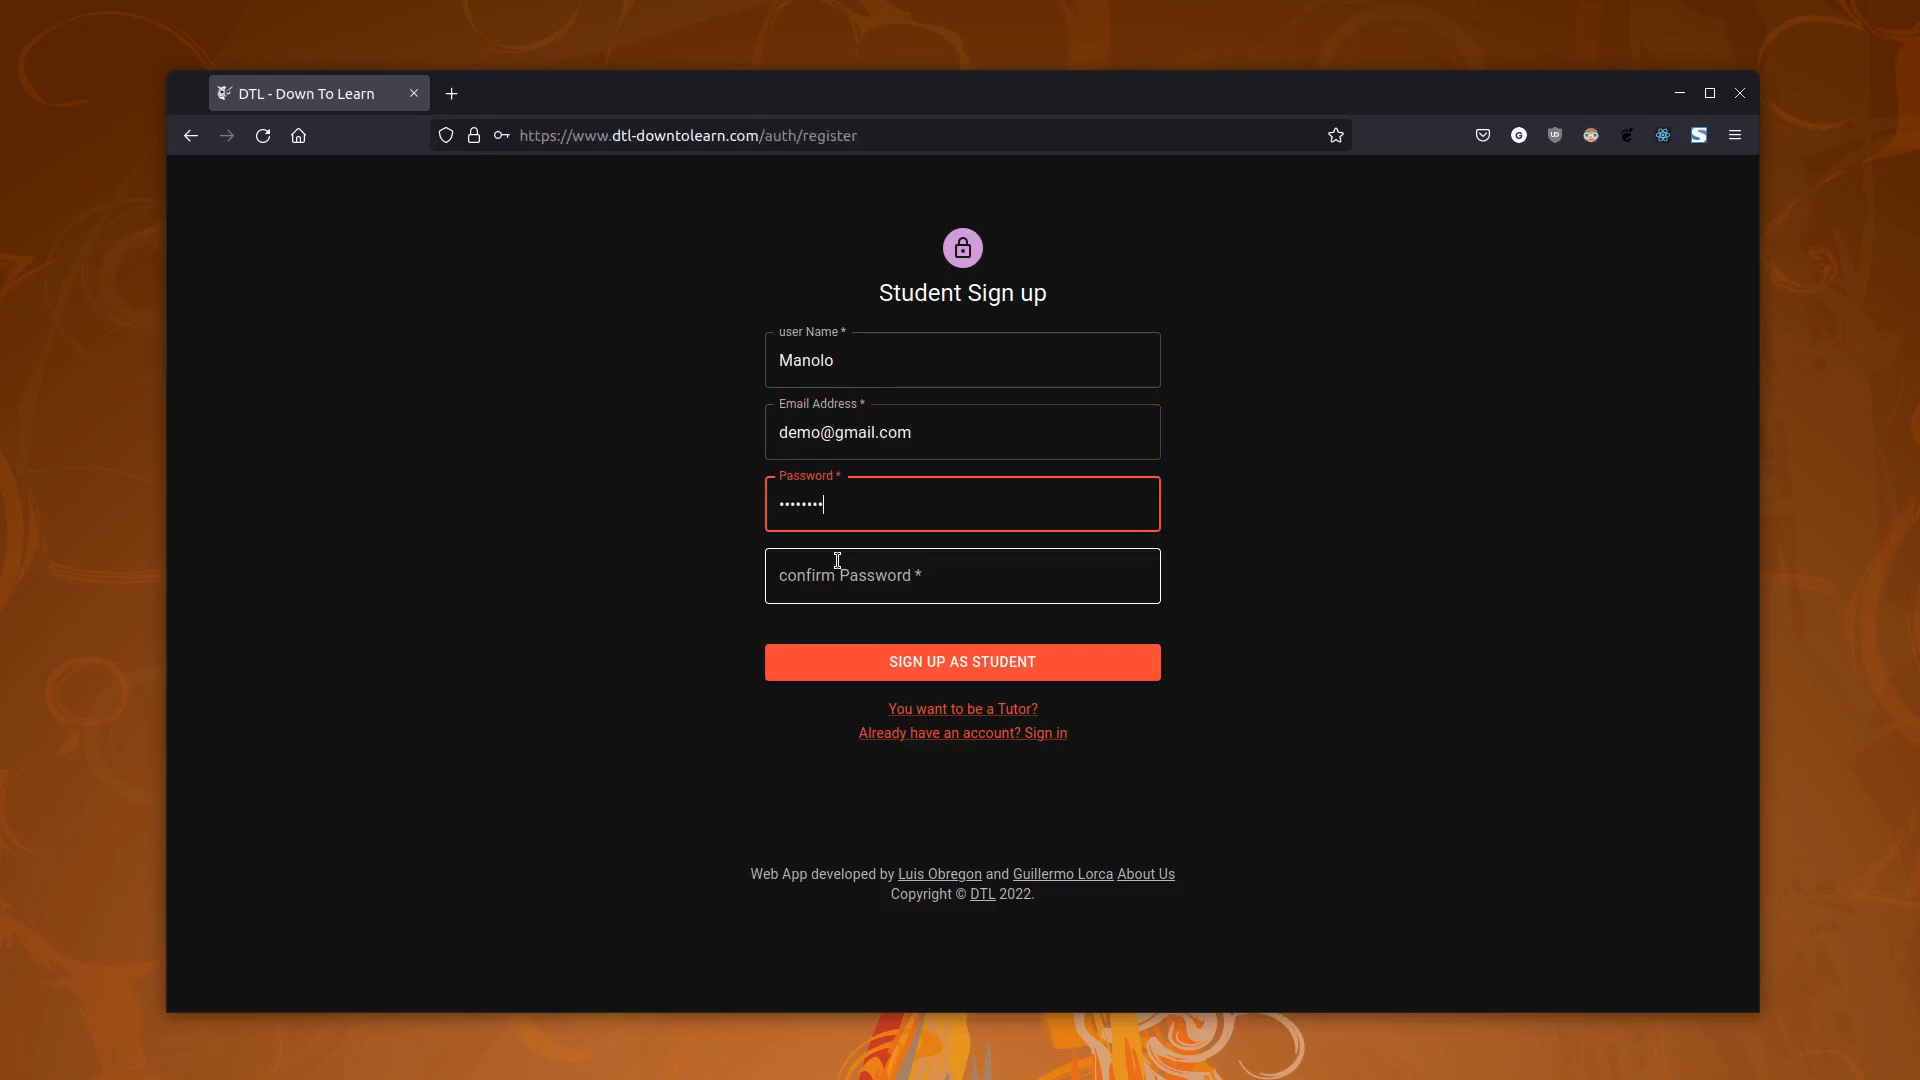 DTL - Down To Learn
https://www.dtl-downtolearn.com/auth/register
Student Sign up
user Name *
Manolo
Email Address *
demo@gmail.com
Password *
••••••••
confirm Password *
SIGN UP AS STUDENT
You want to be a Tutor?
Already have an account? Sign in
Web App developed by Luis Obregon and Guillermo Lorca About Us
Copyright © DTL 2022.